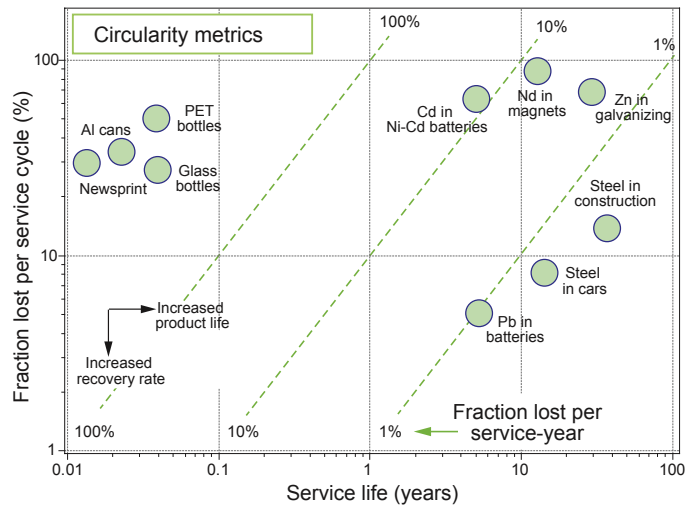 Circularity metrics
100%
10%
1%
100
10
1
Fraction lost per service cycle (%)
PET
bottles
Al cans
Newsprint
Glass
bottles
Cd in
Ni-Cd batteries
Nd in
magnets
Zn in
galvanizing
Steel in
construction
Steel
in cars
Pb in
batteries
Increased
product life
Increased
recovery rate
Fraction lost per
service-year
100%
10%
1%
0.01
0.1
1
10
100
Service life (years)